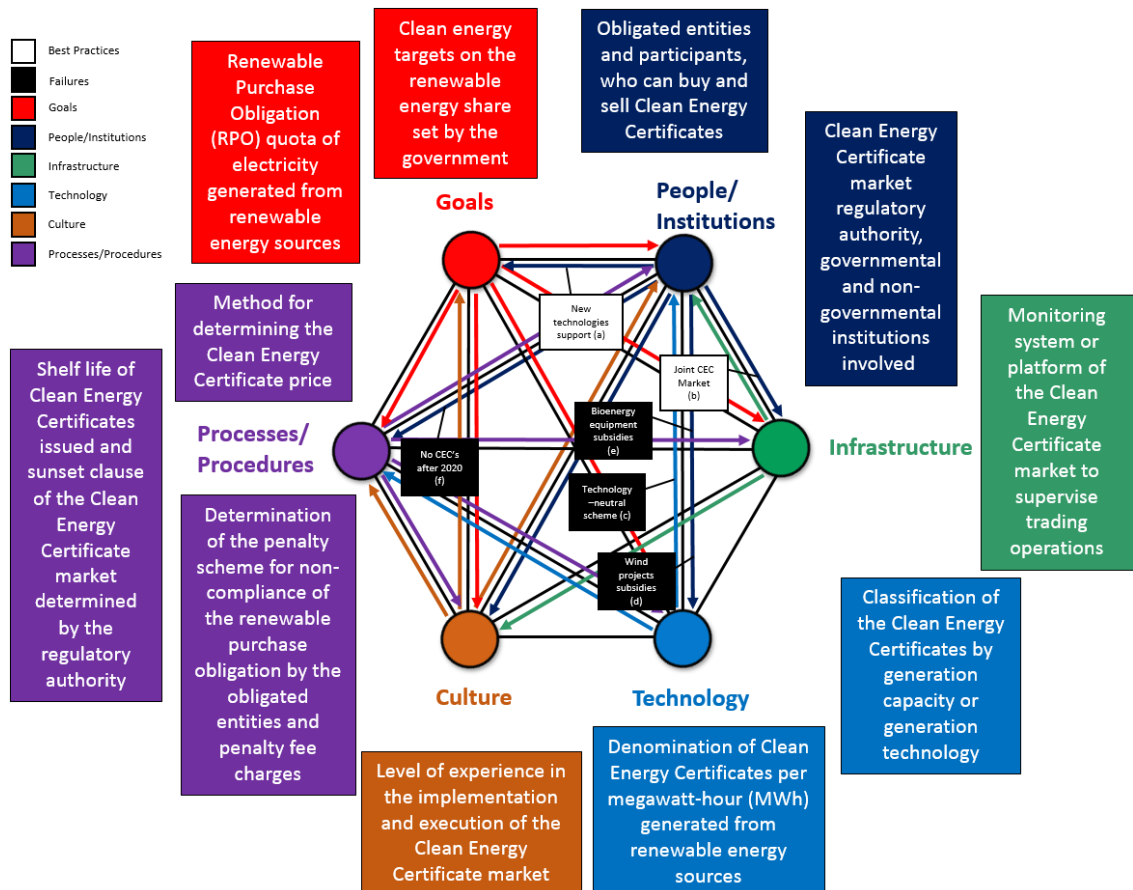 Best Practices
Failures
Goals
People/Institutions
Infrastructure
Technology
Culture
Processes/Procedures
Renewable
Purchase
Obligation
(RPO) quota of
electricity
generated from
renewable
energy sources
Clean energy
targets on the
renewable
energy share
set by the
government
Obligated entities
and participants,
who can buy and
sell Clean Energy
Certificates
Clean Energy
Certificate
market
regulatory
authority,
governmental
and non-
governmental
institutions
involved
Goals
People/
Institutions
Method for
determining the
Clean Energy
Certificate price
New
technologies
support (a)
Joint CEC
Market
(b)
Monitoring
system or
platform of
the Clean
Energy
Certificate
market to
supervise
trading
operations
Shelf life of
Clean Energy
Certificates
issued and
sunset clause
of the Clean
Energy
Certificate
market
determined
by the
regulatory
authority
Processes/
Procedures
Bioenergy
equipment
subsidies
(e)
No CEC's
after 2020
(f)
Infrastructure
Technology
–neutral
scheme (c)
Determination
of the penalty
scheme for non-
compliance of
the renewable
purchase
obligation by the
obligated
entities and
penalty fee
charges
Wind
projects
subsidies
(d)
Classification of
the Clean Energy
Certificates by
generation
capacity or
generation
technology
Culture
Technology
Level of experience in
the implementation
and execution of the
Clean Energy
Certificate market
Denomination of Clean
Energy Certificates per
megawatt-hour (MWh)
generated from
renewable energy
sources